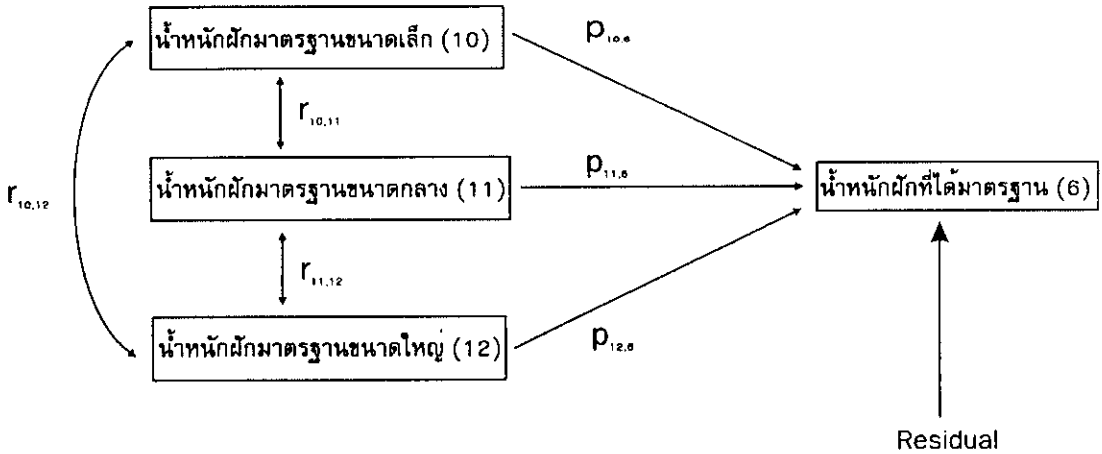 น้ำหนักฝักมาตรฐานขนาดเล็ก (10)
p10,6
r10,11
น้ำหนักฝักมาตรฐานขนาดกลาง (11)
p11,6
น้ำหนักฝักที่ได้มาตรฐาน (6)
r10,12
r11,12
น้ำหนักฝักมาตรฐานขนาดใหญ่ (12)
p12,6
Residual